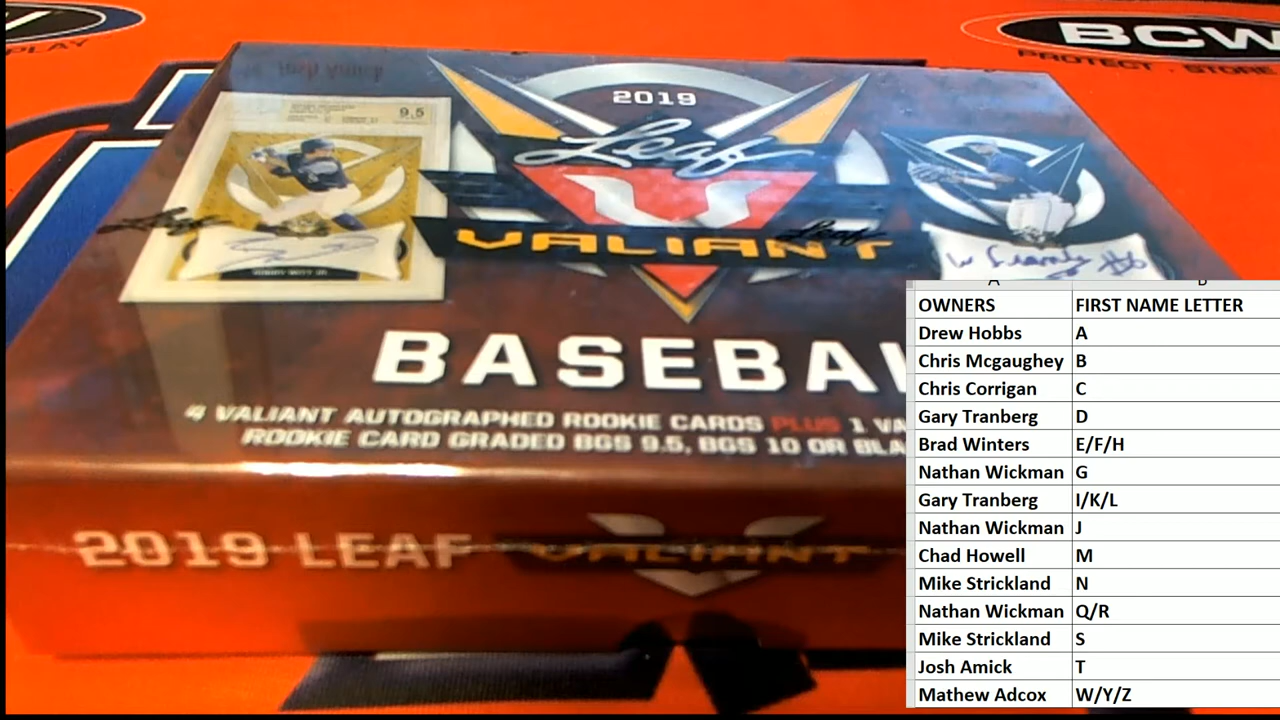 PLAY
BCW
PROTECT · STORE
2019
Leaf
9.5
VALIANT
BASEBA
4 VALIANT AUTOGRAPHED ROOKIE CARDS PLUS 1 VA
ROOKIE CARD GRADED BGS 9.5, BGS 10 OR BLA
2019 LEAF VALIANT
A B
OWNERS FIRST NAME LETTER
Drew Hobbs A
Chris Mcgaughey B
Chris Corrigan C
Gary Tranberg D
Brad Winters E/F/H
Nathan Wickman G
Gary Tranberg I/K/L
Nathan Wickman J
Chad Howell M
Mike Strickland N
Nathan Wickman Q/R
Mike Strickland S
Josh Amick T
Mathew Adcox W/Y/Z